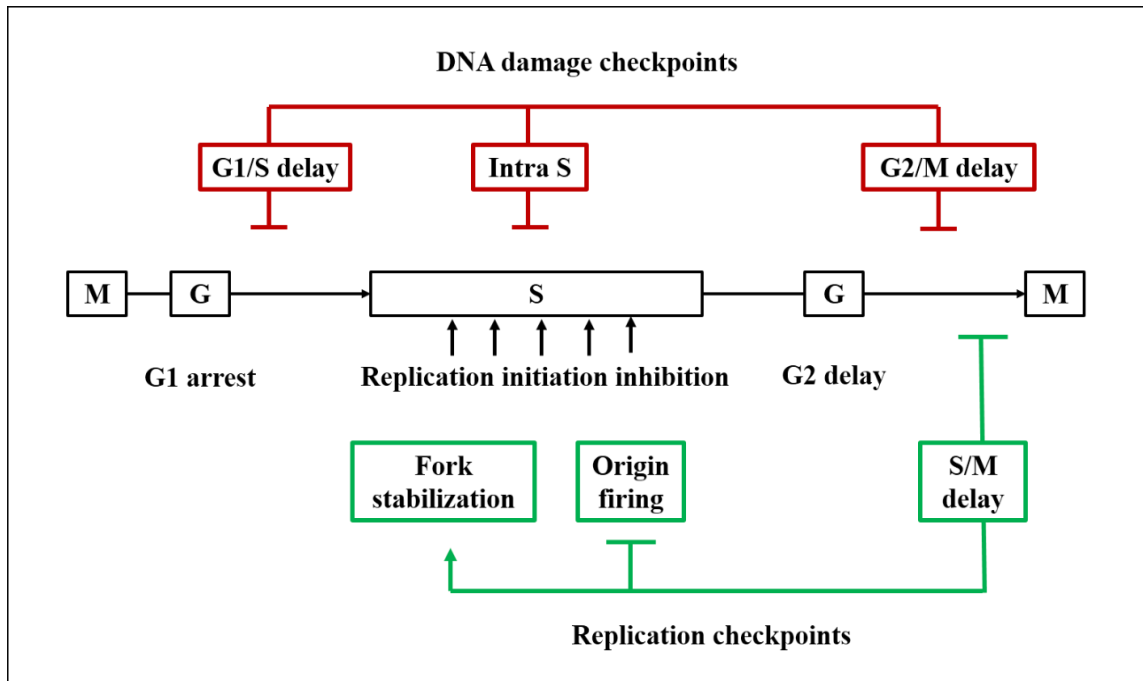 DNA damage checkpoints
G1/S delay
Intra S
G2/M delay
M
G
S
G
M
G1 arrest
Replication initiation inhibition
G2 delay
Fork
stabilization
Origin
firing
S/M
delay
Replication checkpoints